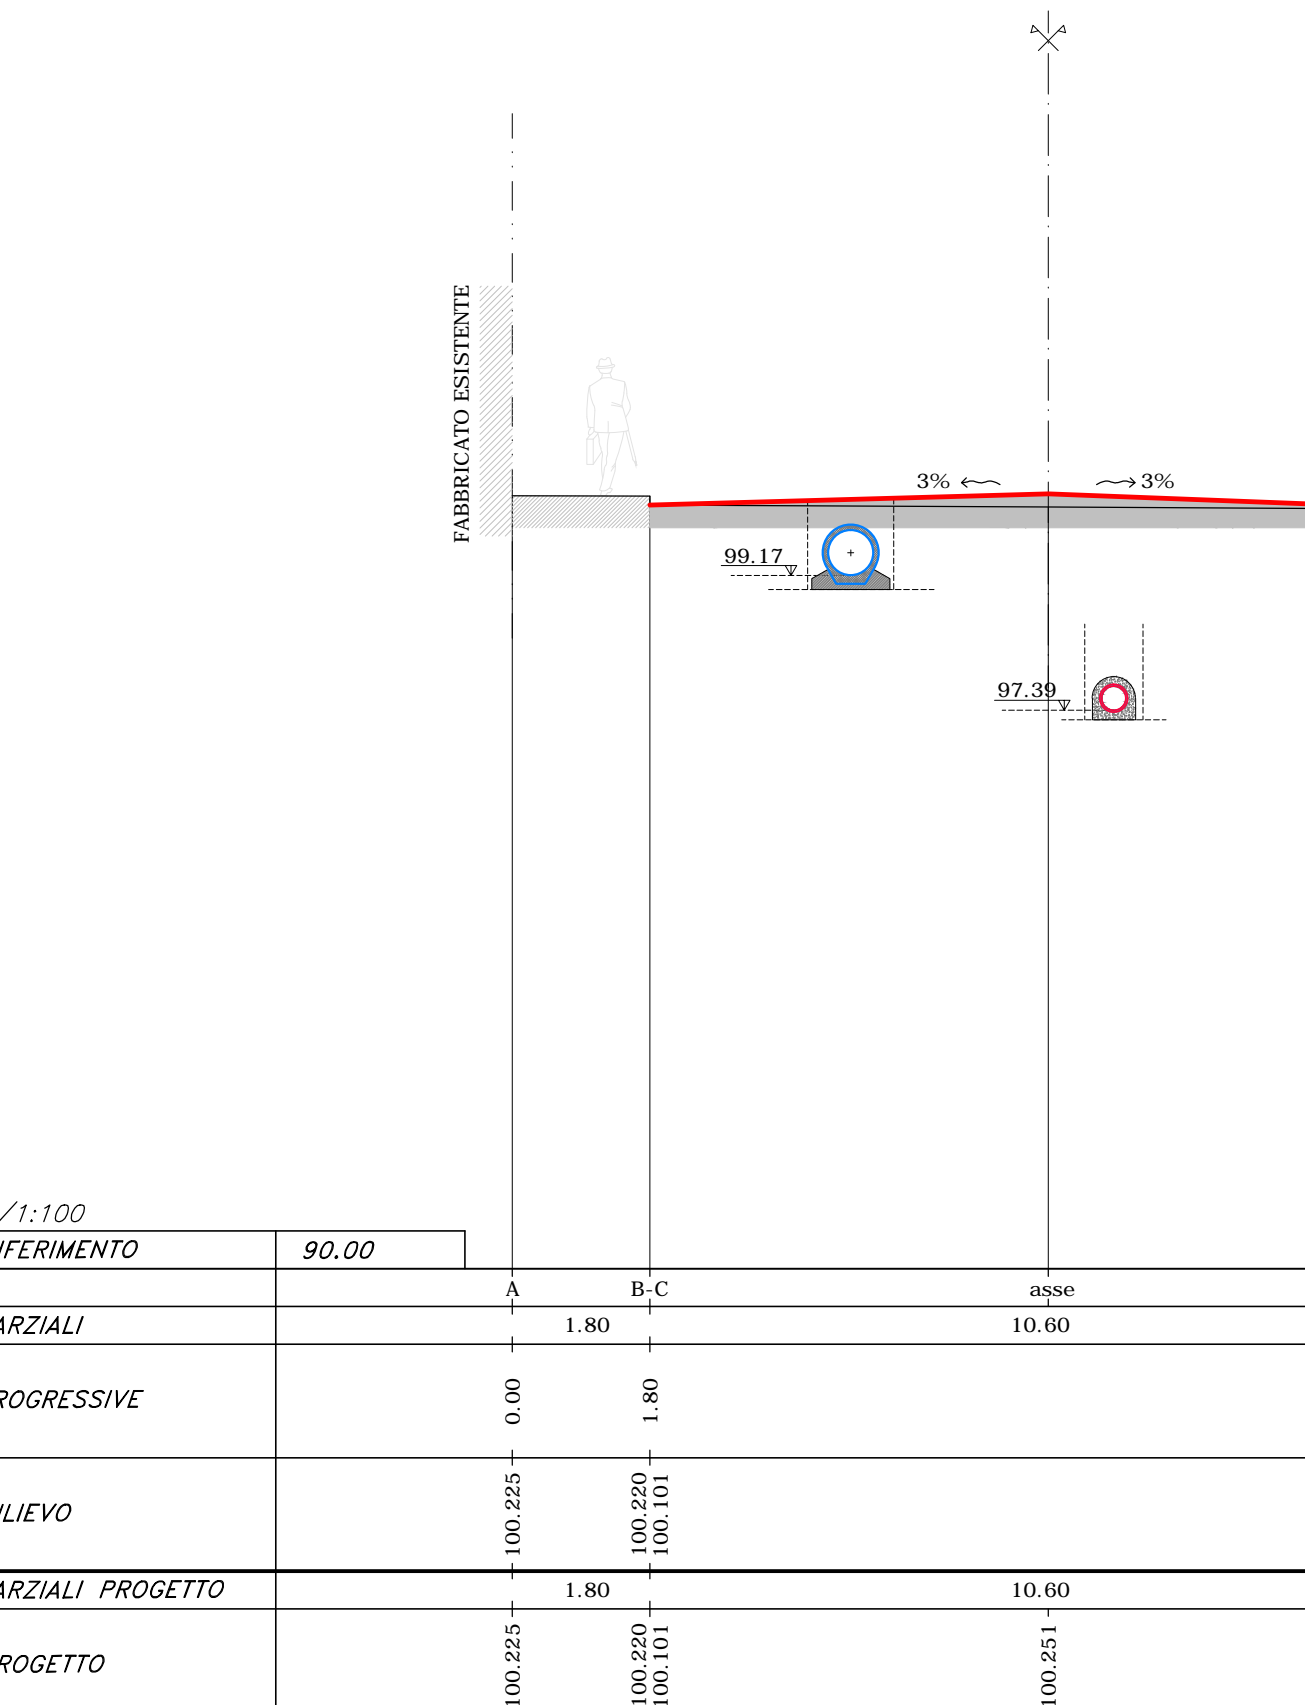 FABBRICATO ESISTENTE
3% 3%
99.17
97.39
/1:100
IFERIMENTO 90.00
A B-C asse
ARZIALI 1.80 10.60
ROGRESSIVE 0.00 1.80
ILIEVO 100.225 100.220 100.101
ARZIALI PROGETTO 1.80 10.60
ROGETTO 100.225 100.220 100.101 100.251